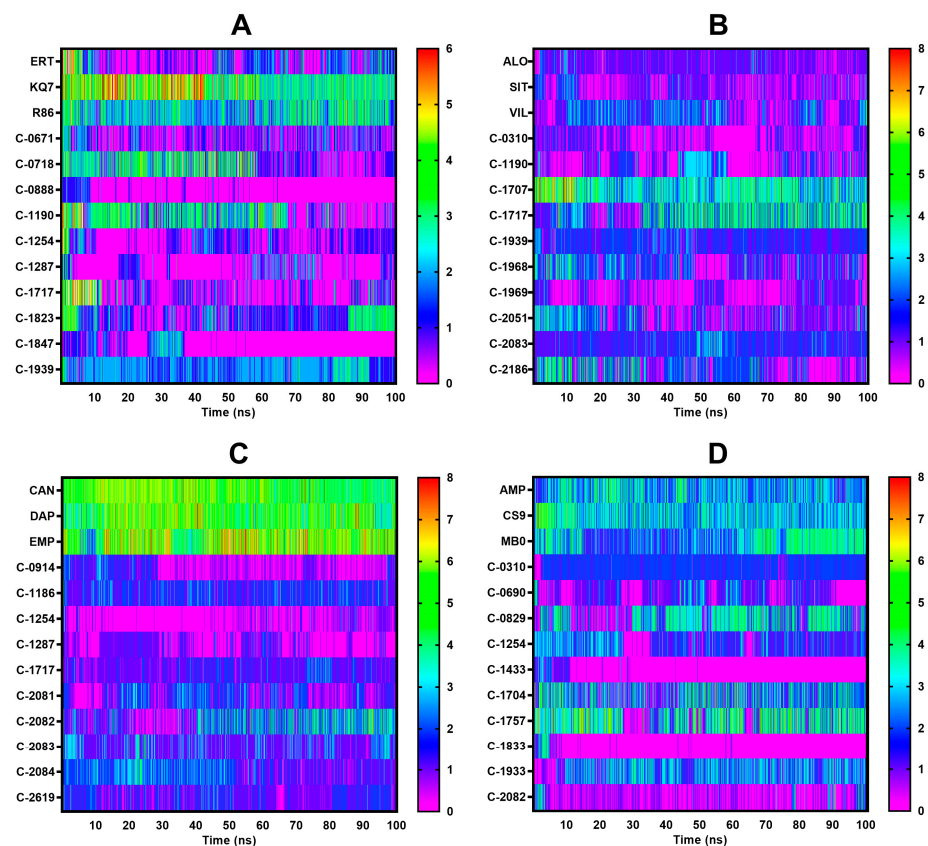 A
ERT
KQ7
R86
C-0671
C-0718
C-0888
C-1190
C-1254
C-1287
C-1717
C-1823
C-1847
C-1939
10 20 30 40 50 60 70 80 90 100
Time (ns)
6
5
4
3
2
1
0
B
ALO
SIT
VIL
C-0310
C-1190
C-1707
C-1717
C-1939
C-1968
C-1969
C-2051
C-2083
C-2186
10 20 30 40 50 60 70 80 90 100
Time (ns)
8
7
6
5
4
3
2
1
0
C
CAN
DAP
EMP
C-0914
C-1186
C-1254
C-1287
C-1717
C-2081
C-2082
C-2083
C-2084
C-2619
10 20 30 40 50 60 70 80 90 100
Time (ns)
8
7
6
5
4
3
2
1
0
D
AMP
CS9
MB0
C-0310
C-0690
C-0829
C-1254
C-1433
C-1704
C-1757
C-1833
C-1933
C-2082
10 20 30 40 50 60 70 80 90 100
Time (ns)
8
7
6
5
4
3
2
1
0